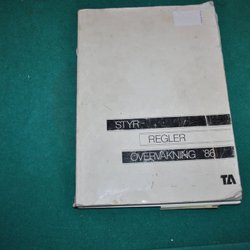 STYR
REGLER
ÖVERVAKNING '86
TA